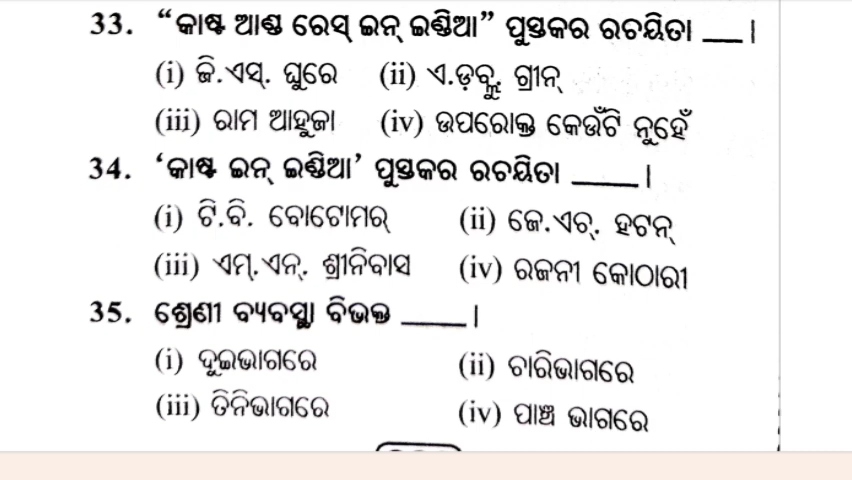 33. “କାଷ୍ଟ ଆଣ୍ଡ ରେସ୍ ଇନ୍ ଇଣ୍ଡିଆ” ପୁସ୍ତକର ରଚୟିତା ___।
(i) ଜି.ଏସ୍. ଘୁରେ (ii) ଏ.ଡ଼ବ୍ଲୁ. ଗ୍ରୀନ୍
(iii) ରାମ ଆହୁଜା (iv) ଉପରୋକ୍ତ କେଉଁଟି ନୁହେଁ
34. ‘କାଷ୍ଟ ଇନ୍ ଇଣ୍ଡିଆ’ ପୁସ୍ତକର ରଚୟିତା _____।
(i) ଟି.ବି. ବୋଟୋମର୍ (ii) ଜେ.ଏଚ୍. ହଟନ୍
(iii) ଏମ୍.ଏନ୍. ଶ୍ରୀନିବାସ (iv) ରଜନୀ କୋଠାରୀ
35. ଶ୍ରେଣୀ ବ୍ୟବସ୍ଥା ବିଭକ୍ତ _____।
(i) ଦୁଇଭାଗରେ (ii) ଚାରିଭାଗରେ
(iii) ତିନିଭାଗରେ (iv) ପାଞ୍ଚ ଭାଗରେ